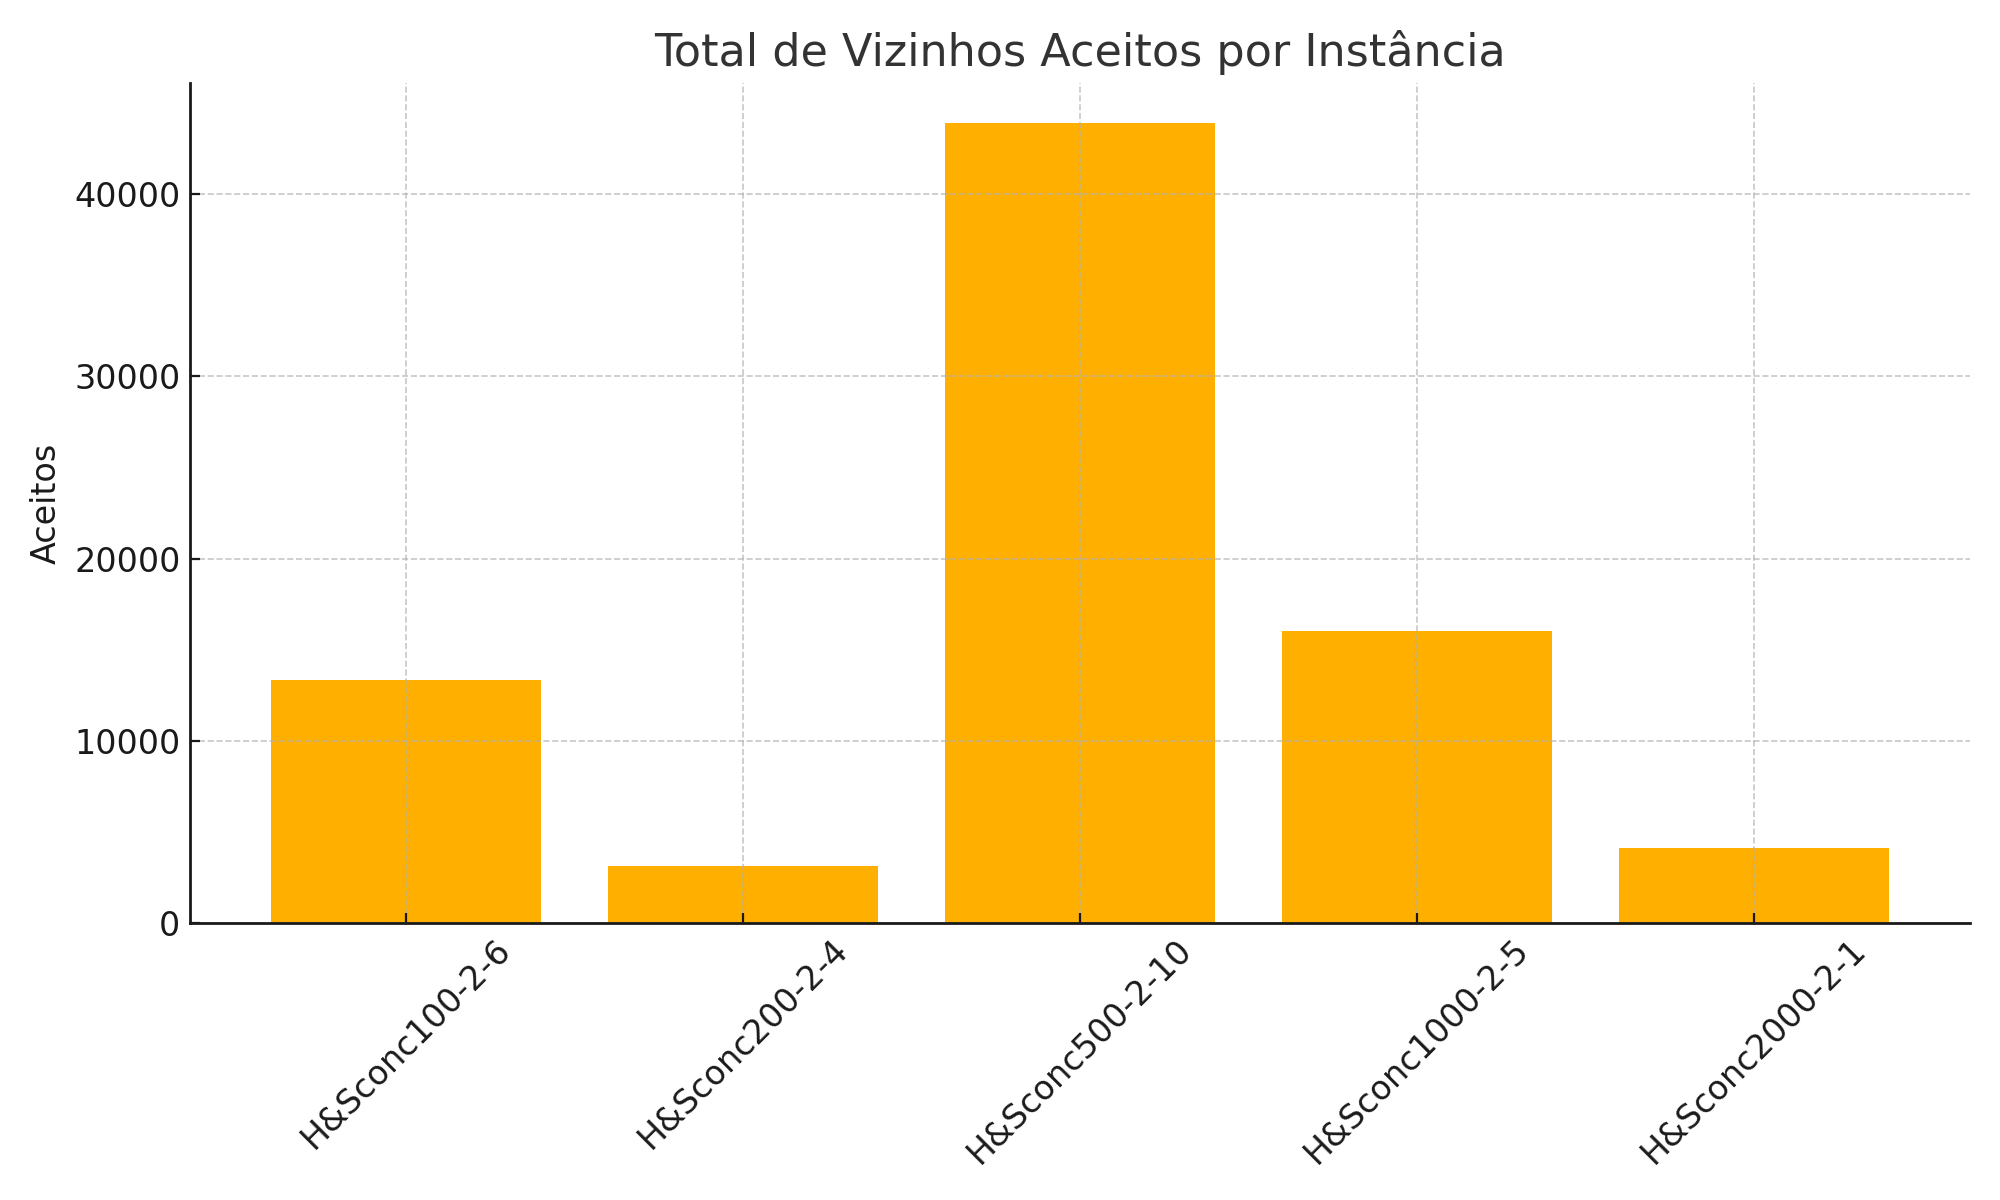 Total de Vizinhos Aceitos por Instância
Aceitos
40000
30000
20000
10000
0
H&Sconc100-2-6
H&Sconc200-2-4
H&Sconc500-2-10
H&Sconc1000-2-5
H&Sconc2000-2-1